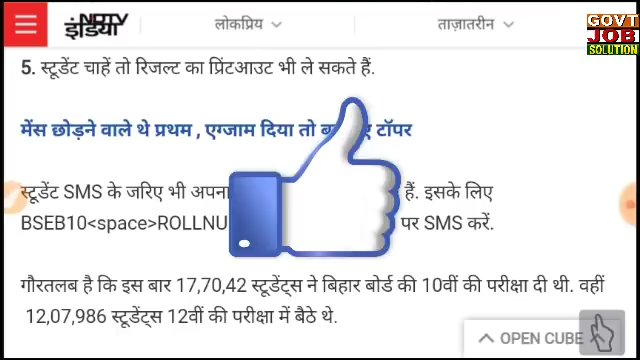 NDTV
इंडिया
लोकप्रिय
ताज़ातरीन
GOVT
JOB
SOLUTION
5. स्टूडेंट चाहें तो रिजल्ट का प्रिंटआउट भी ले सकते हैं.
मेंस छोड़ने वाले थे प्रथम , एग्जाम दिया तो टॉपर
स्टूडेंट SMS के जरिए भी अपना हैं. इसके लिए
BSEB10<space>ROLLNU पर SMS करें.
गौरतलब है कि इस बार 17,70,42 स्टूडेंट्स ने बिहार बोर्ड की 10वीं की परीक्षा दी थी. वहीं
12,07,986 स्टूडेंट्स 12वीं की परीक्षा में बैठे थे.
OPEN CUBE